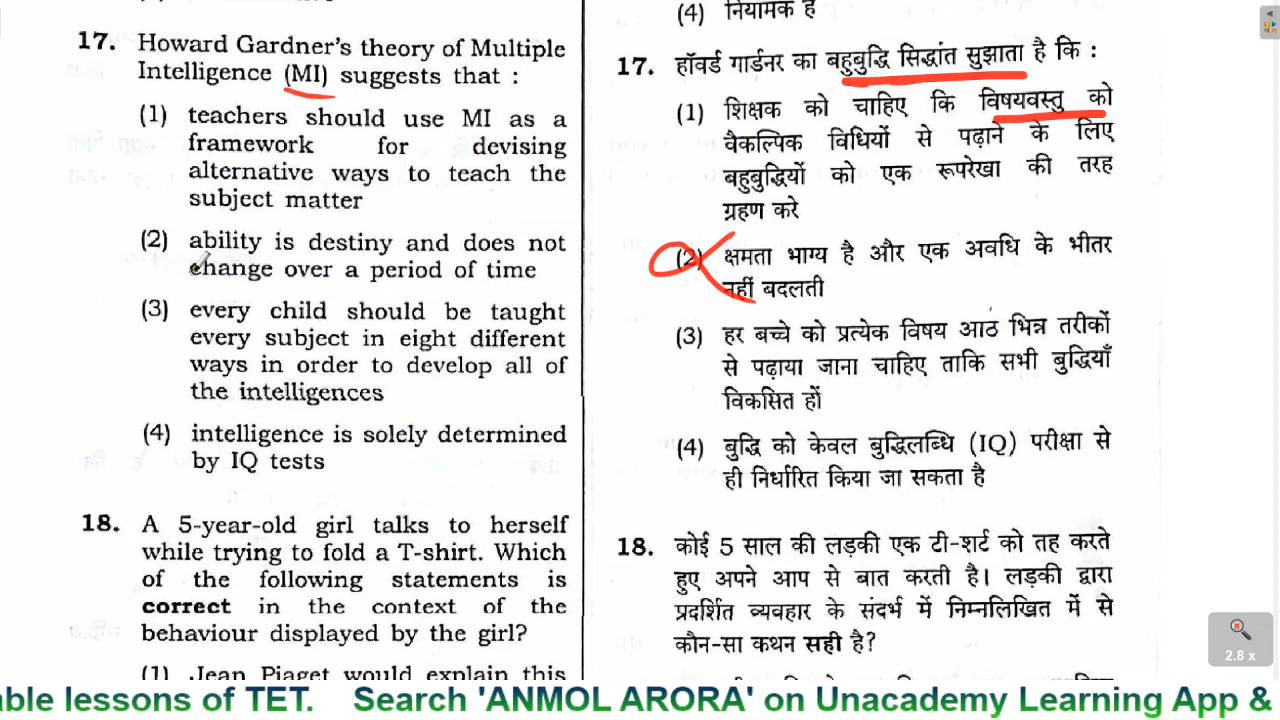 17. Howard Gardner's theory of Multiple
Intelligence (MI) suggests that :
(1) teachers should use MI as a
framework for devising
alternative ways to teach the
subject matter
(2) ability is destiny and does not
change over a period of time
(3) every child should be taught
every subject in eight different
ways in order to develop all of
the intelligences
(4) intelligence is solely determined
by IQ tests
18. A 5-year-old girl talks to herself
while trying to fold a T-shirt. Which
of the following statements is
correct in the context of the
behaviour displayed by the girl?
(1) Jean Piaget would explain this
(4) नियामक है
17. हॉवर्ड गार्डनर का बहुबुद्धि सिद्धांत सुझाता है कि :
(1) शिक्षक को चाहिए कि विषयवस्तु को
वैकल्पिक विधियों से पढ़ाने के लिए
बहुबुद्धियों को एक रूपरेखा की तरह
ग्रहण करे
(2) क्षमता भाग्य है और एक अवधि के भीतर
नहीं बदलती
(3) हर बच्चे को प्रत्येक विषय आठ भिन्न तरीकों
से पढ़ाया जाना चाहिए ताकि सभी बुद्धियाँ
विकसित हों
(4) बुद्धि को केवल बुद्धिलब्धि (IQ) परीक्षा से
ही निर्धारित किया जा सकता है
18. कोई 5 साल की लड़की एक टी-शर्ट को तह करते
हुए अपने आप से बात करती है। लड़की द्वारा
प्रदर्शित व्यवहार के संदर्भ में निम्नलिखित में से
कौन-सा कथन सही है?
2.8 x
able lessons of TET. Search 'ANMOL ARORA' on Unacademy Learning App &